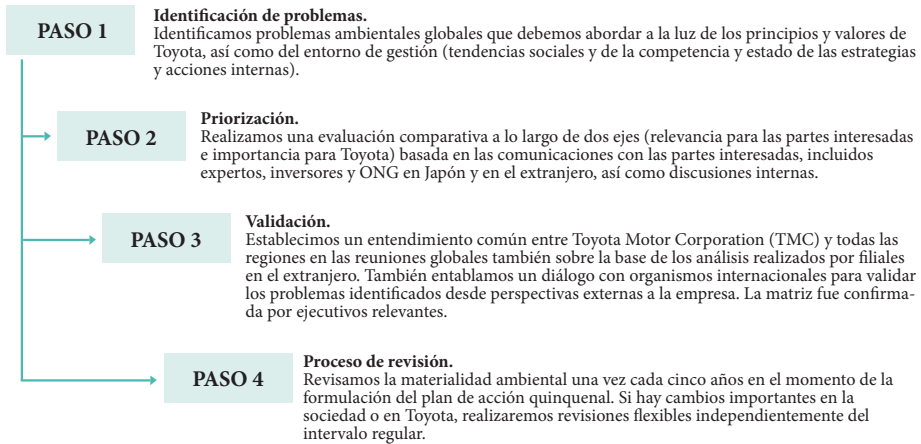 PASO 1
Identificación de problemas.
Identificamos problemas ambientales globales que debemos abordar a la luz de los principios y valores de
Toyota, así como del entorno de gestión (tendencias sociales y de la competencia y estado de las estrategias
y acciones internas).
PASO 2
Priorización.
Realizamos una evaluación comparativa a lo largo de dos ejes (relevancia para las partes interesadas
e importancia para Toyota) basada en las comunicaciones con las partes interesadas, incluidos
expertos, inversores y ONG en Japón y en el extranjero, así como discusiones internas.
PASO 3
Validación.
Establecimos un entendimiento común entre Toyota Motor Corporation (TMC) y todas las
regiones en las reuniones globales también sobre la base de los análisis realizados por filiales
en el extranjero. También entablamos un diálogo con organismos internacionales para validar
los problemas identificados desde perspectivas externas a la empresa. La matriz fue confirma-
da por ejecutivos relevantes.
PASO 4
Proceso de revisión.
Revisamos la materialidad ambiental una vez cada cinco años en el momento de la
formulación del plan de acción quinquenal. Si hay cambios importantes en la
sociedad o en Toyota, realizaremos revisiones flexibles independientemente del
intervalo regular.